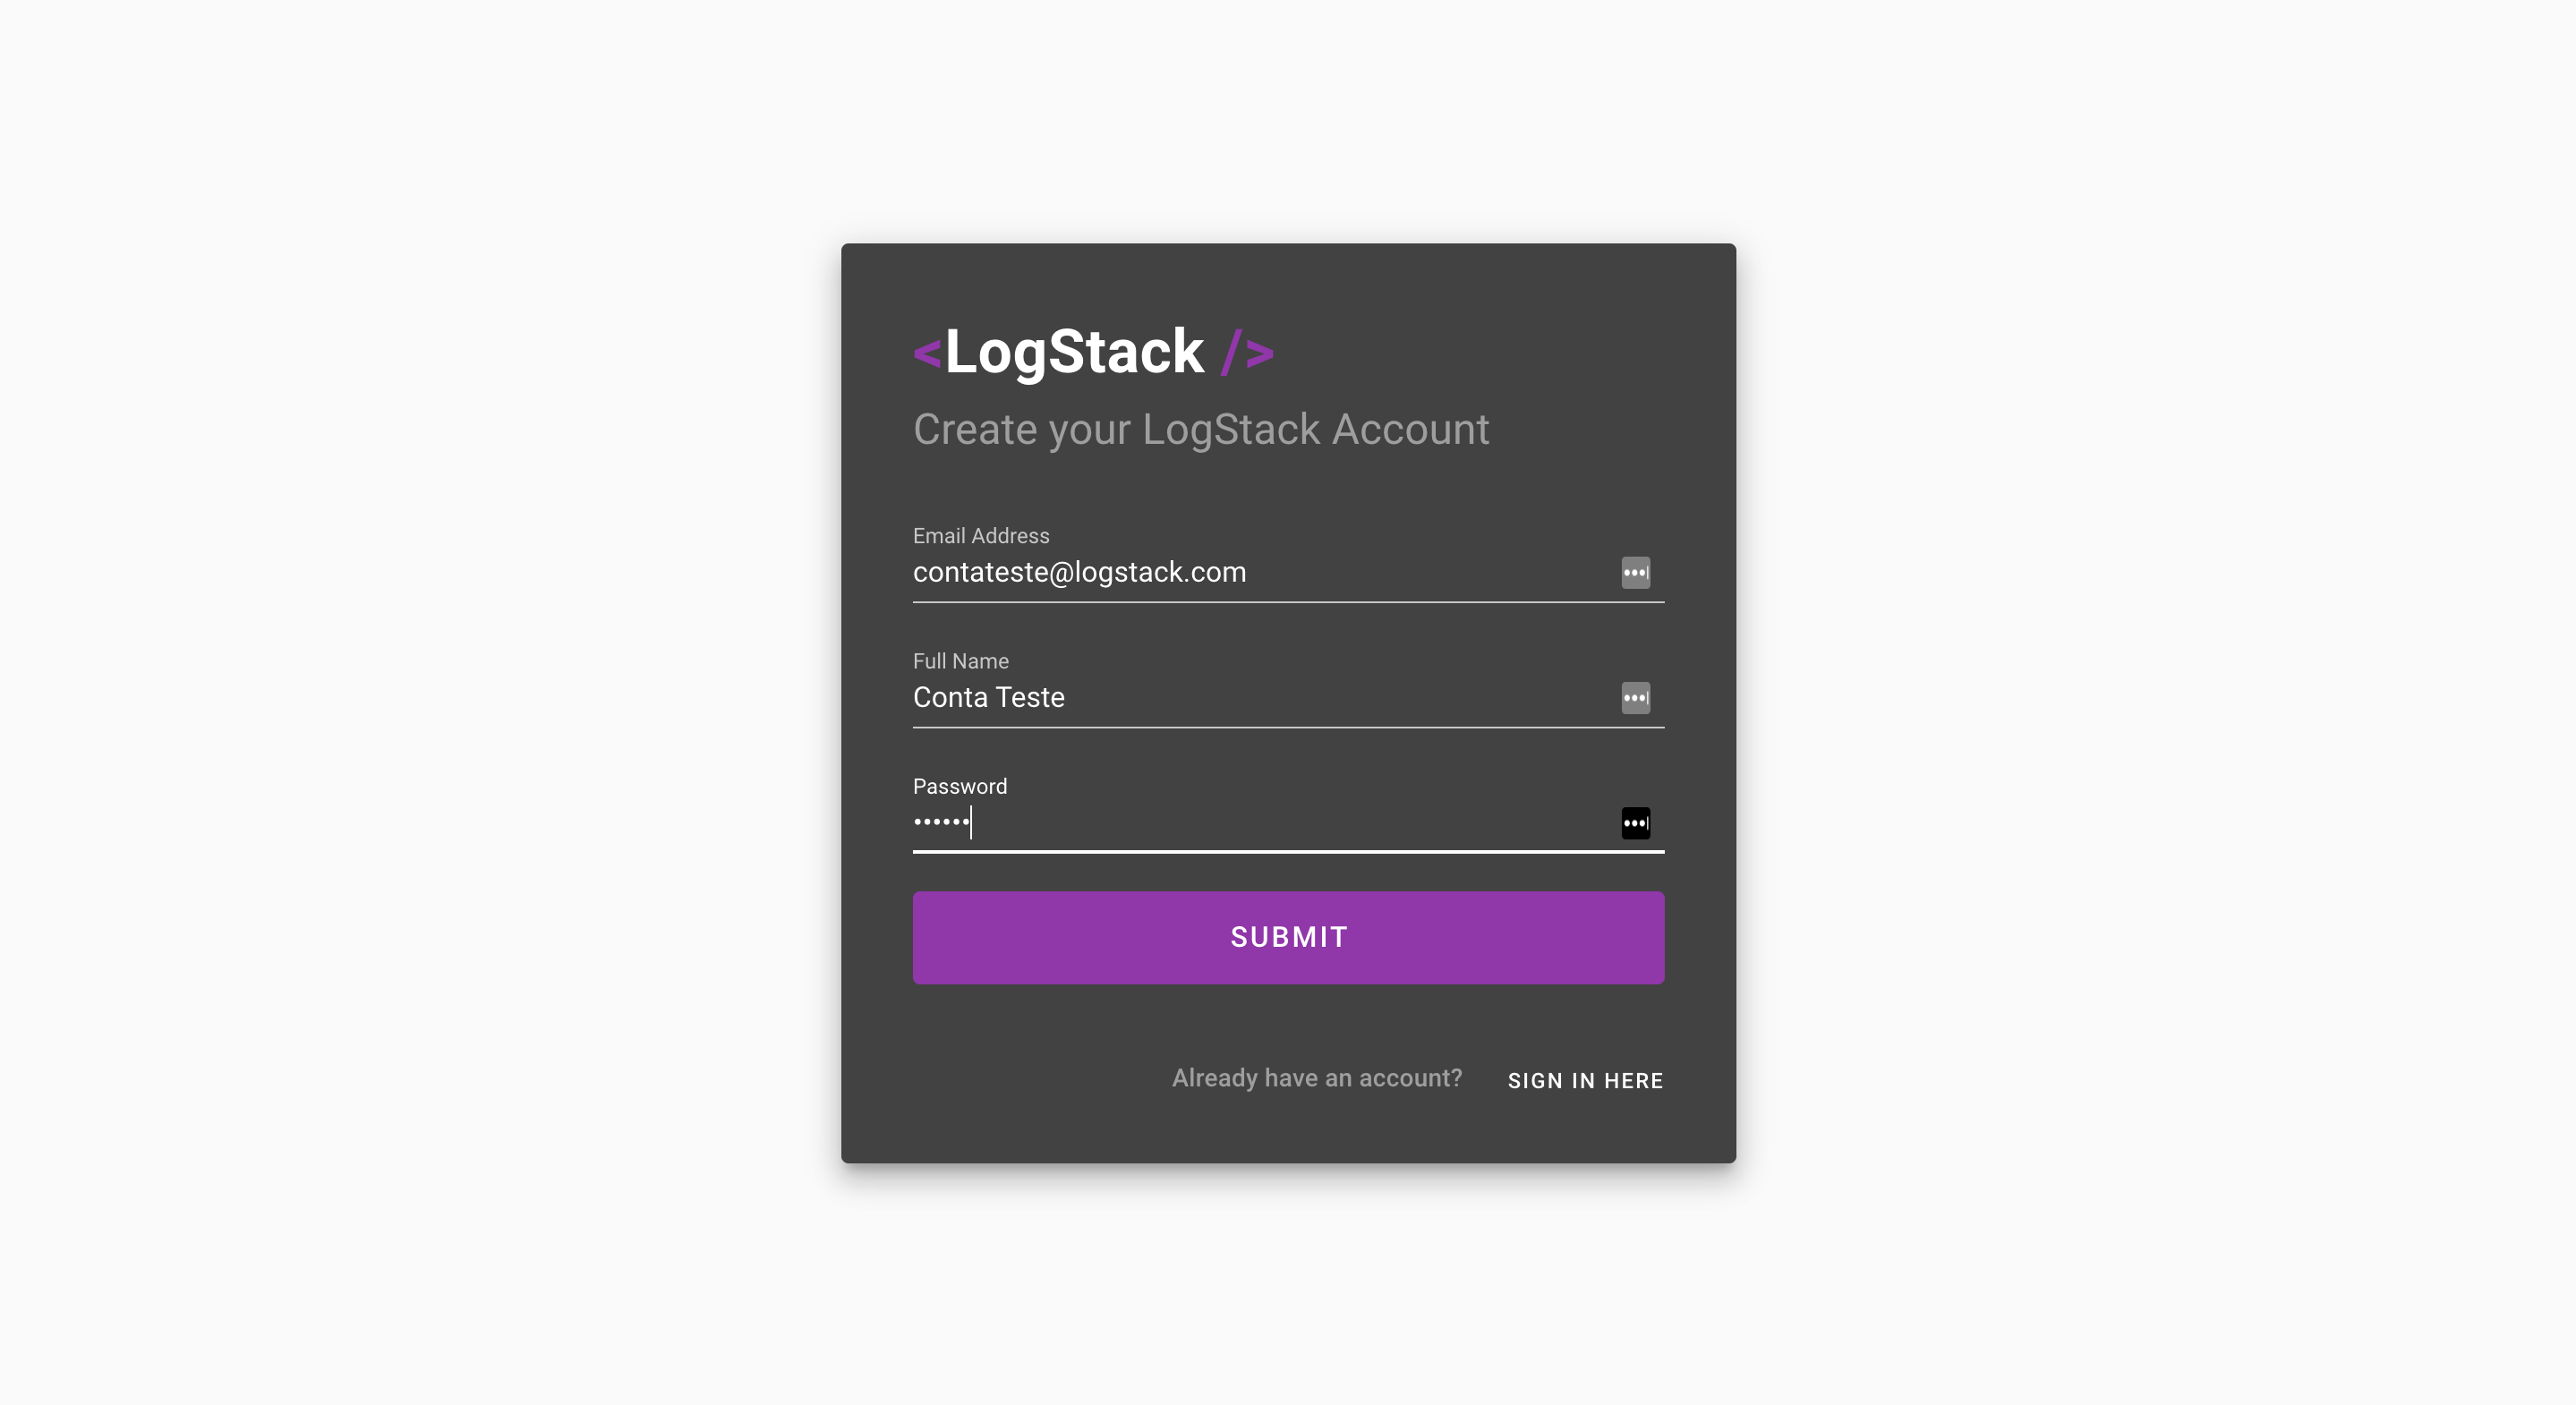 <LogStack />
Create your LogStack Account
Email Address
contateste@logstack.com
Full Name
Conta Teste
Password
••••••
SUBMIT
Already have an account? SIGN IN HERE